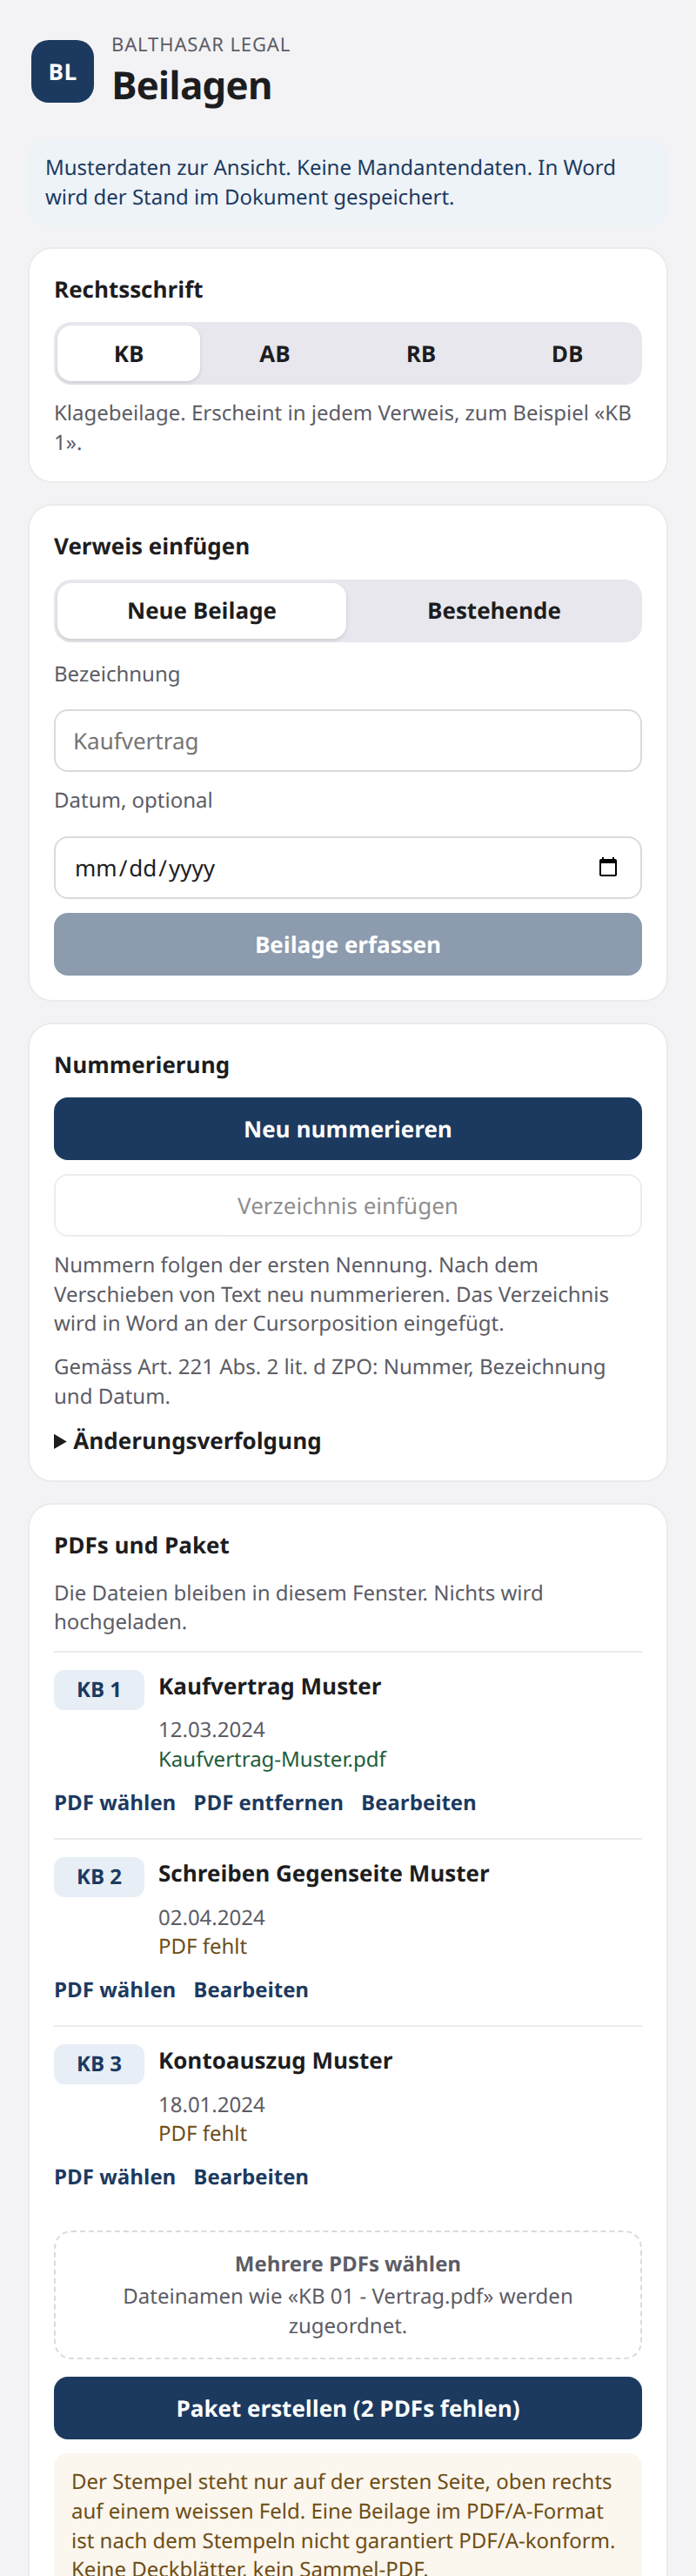 BL
BALTHASAR LEGAL
Beilagen
Musterdaten zur Ansicht. Keine Mandantendaten. In Word
wird der Stand im Dokument gespeichert.
Rechtsschrift
KB AB RB DB
Klagebeilage. Erscheint in jedem Verweis, zum Beispiel «KB
1».
Verweis einfügen
Neue Beilage Bestehende
Bezeichnung
Kaufvertrag
Datum, optional
mm/dd/yyyy
Beilage erfassen
Nummerierung
Neu nummerieren
Verzeichnis einfügen
Nummern folgen der ersten Nennung. Nach dem
Verschieben von Text neu nummerieren. Das Verzeichnis
wird in Word an der Cursorposition eingefügt.
Gemäss Art. 221 Abs. 2 lit. d ZPO: Nummer, Bezeichnung
und Datum.
Änderungsverfolgung
PDFs und Paket
Die Dateien bleiben in diesem Fenster. Nichts wird
hochgeladen.
KB 1 Kaufvertrag Muster
12.03.2024
Kaufvertrag-Muster.pdf
PDF wählen PDF entfernen Bearbeiten
KB 2 Schreiben Gegenseite Muster
02.04.2024
PDF fehlt
PDF wählen Bearbeiten
KB 3 Kontoauszug Muster
18.01.2024
PDF fehlt
PDF wählen Bearbeiten
Mehrere PDFs wählen
Dateinamen wie «KB 01 - Vertrag.pdf» werden
zugeordnet.
Paket erstellen (2 PDFs fehlen)
Der Stempel steht nur auf der ersten Seite, oben rechts
auf einem weissen Feld. Eine Beilage im PDF/A-Format
ist nach dem Stempeln nicht garantiert PDF/A-konform.
Keine Deckblätter, kein Sammel-PDF.